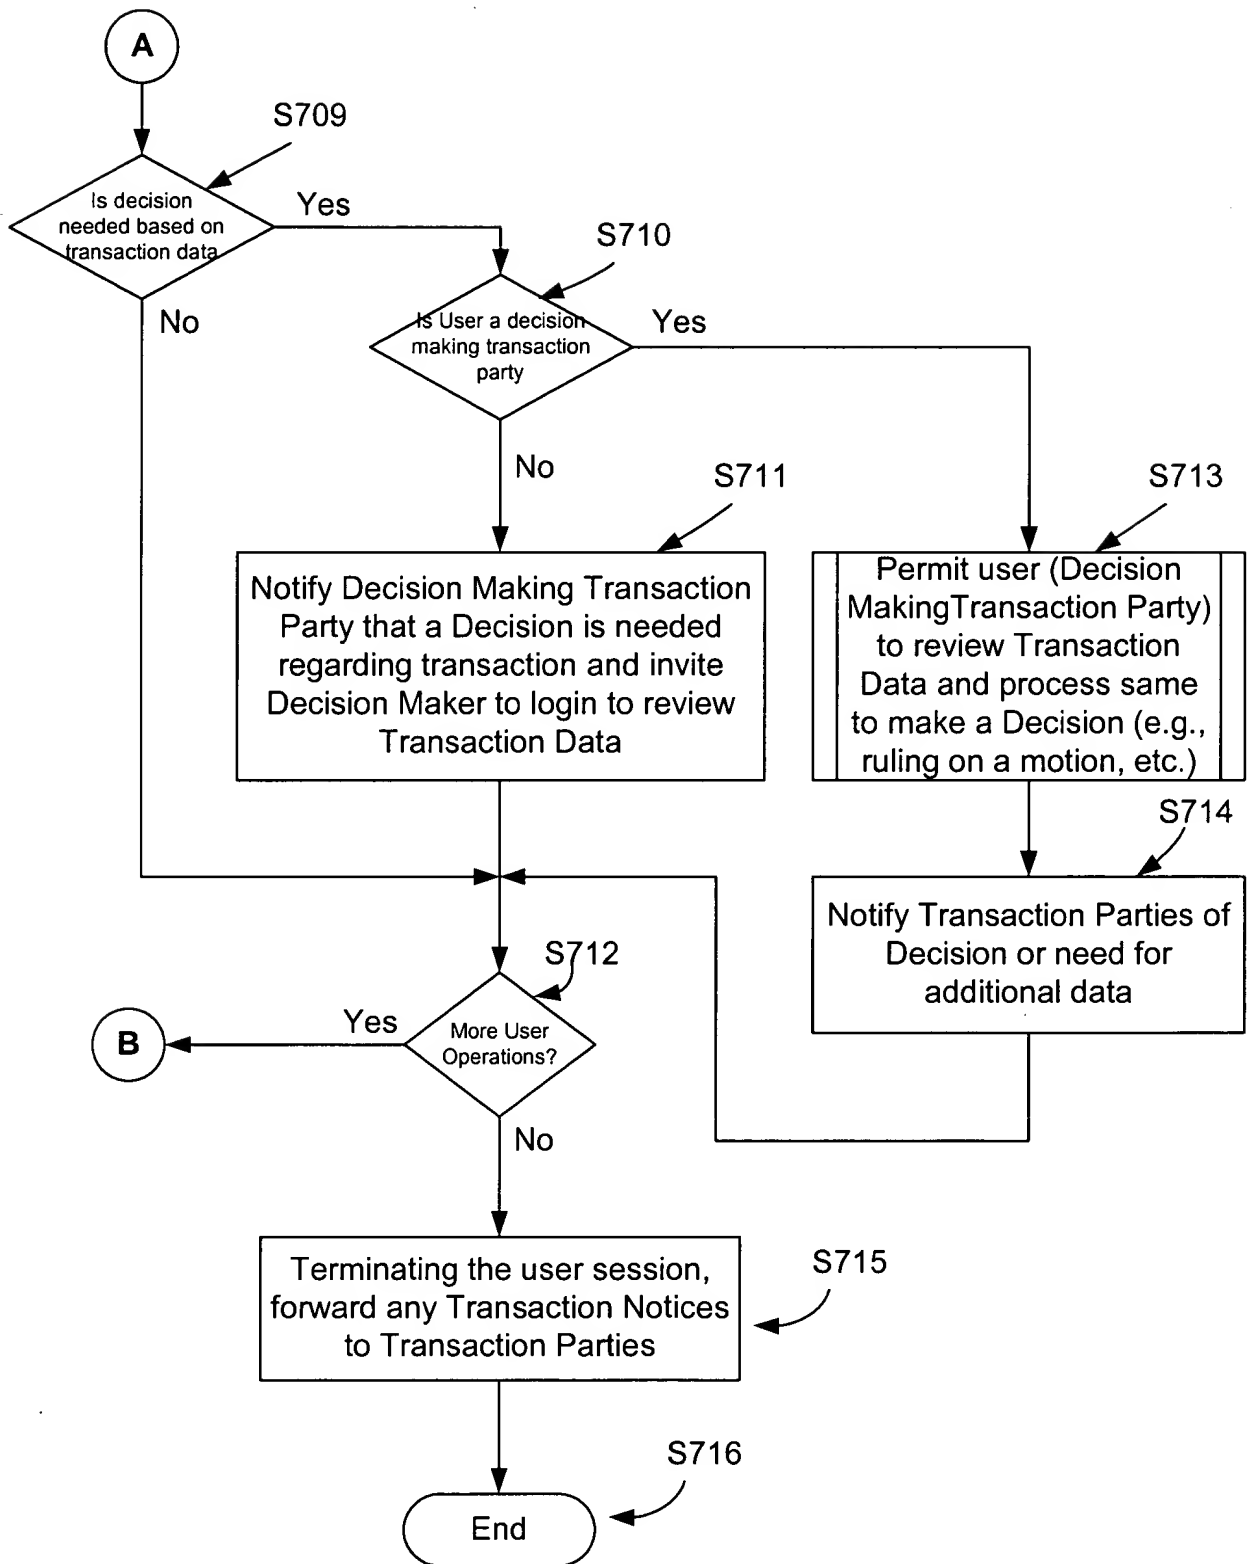 A
S709
Is decision
needed based on
transaction data
Yes
No
S710
Is User a decision
making transaction
party
Yes
No
S711
Notify Decision Making Transaction
Party that a Decision is needed
regarding transaction and invite
Decision Maker to login to review
Transaction Data
S713
Permit user (Decision
MakingTransaction Party)
to review Transaction
Data and process same
to make a Decision (e.g.,
ruling on a motion, etc.)
S714
Notify Transaction Parties of
Decision or need for
additional data
S712
More User
Operations?
Yes
B
No
S715
Terminating the user session,
forward any Transaction Notices
to Transaction Parties
S716
End